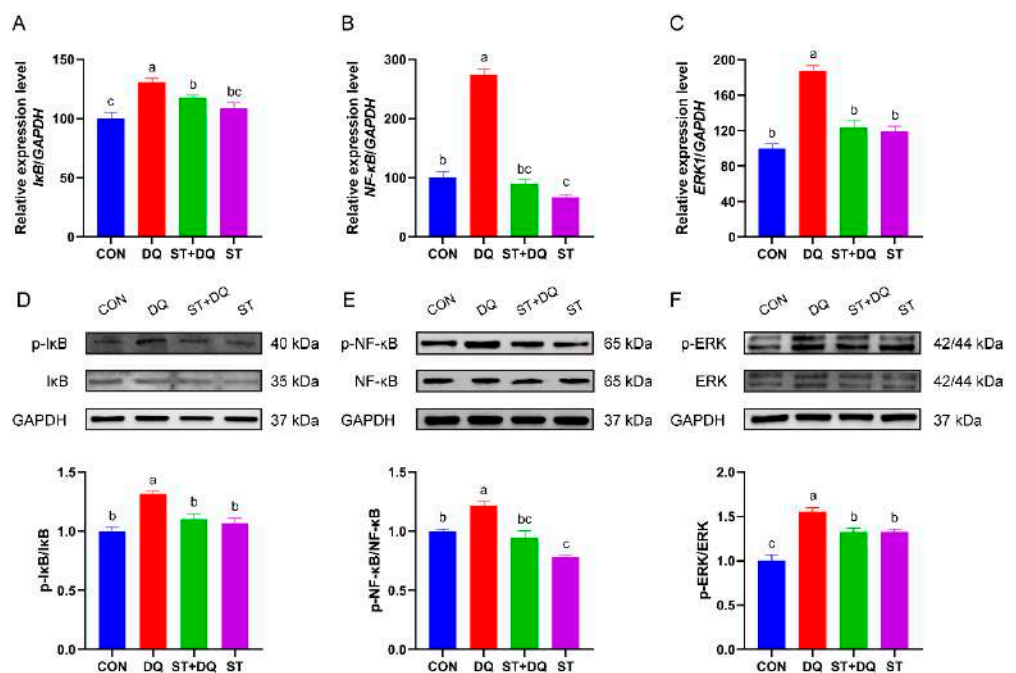 A
Relative expression level
IκB/GAPDH
150
100
50
0
c
a
b
bc
CON DQ ST+DQ ST
B
Relative expression level
NF-κB/GAPDH
300
200
100
0
b
a
bc
c
CON DQ ST+DQ ST
C
Relative expression level
ERK1/GAPDH
200
160
120
80
40
0
b
a
b
b
CON DQ ST+DQ ST
D
CON DQ ST+DQ ST
p-IκB 40 kDa
IκB 35 kDa
GAPDH 37 kDa
E
CON DQ ST+DQ ST
p-NF-κB 65 kDa
NF-κB 65 kDa
GAPDH 37 kDa
F
CON DQ ST+DQ ST
p-ERK 42/44 kDa
ERK 42/44 kDa
GAPDH 37 kDa
p-IκB/IκB
1.5
1.0
0.5
0.0
b
a
b
b
CON DQ ST+DQ ST
p-NF-κB/NF-κB
1.5
1.0
0.5
0.0
b
a
bc
c
CON DQ ST+DQ ST
p-ERK/ERK
2.0
1.5
1.0
0.5
0.0
c
a
b
b
CON DQ ST+DQ ST